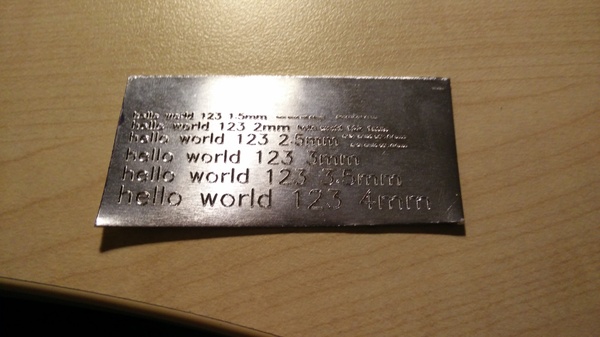 hello world 123 1.5mm
hello world 123 2mm
hello world 123 2.5mm
hello world 123 3mm
hello world 123 3.5mm
hello world 123 4mm